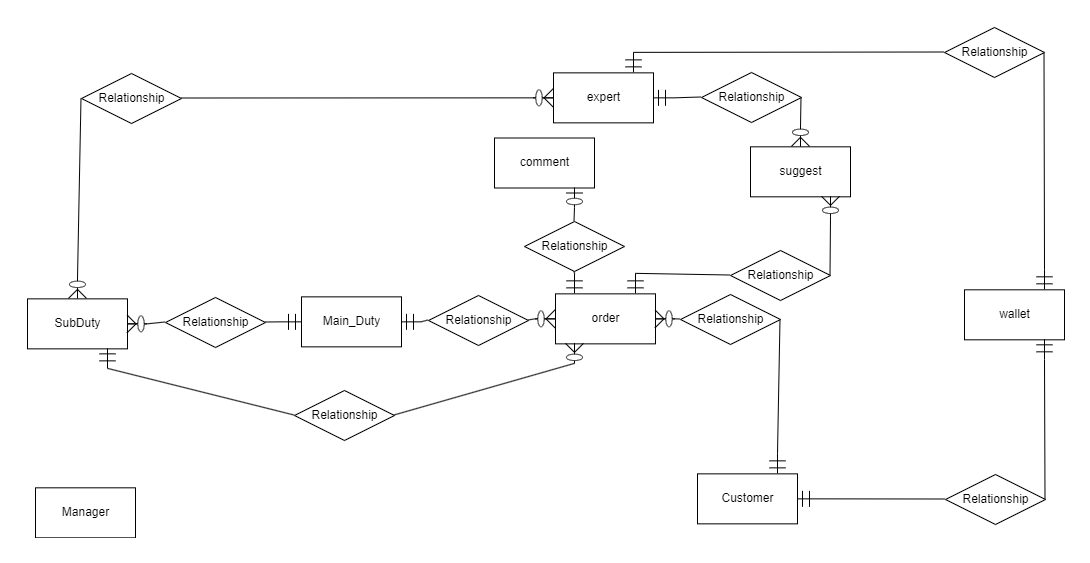 Relationship
Relationship
expert
Relationship
comment
suggest
Relationship
Relationship
SubDuty
Relationship
Main_Duty
Relationship
order
Relationship
wallet
Relationship
Customer
Relationship
Manager